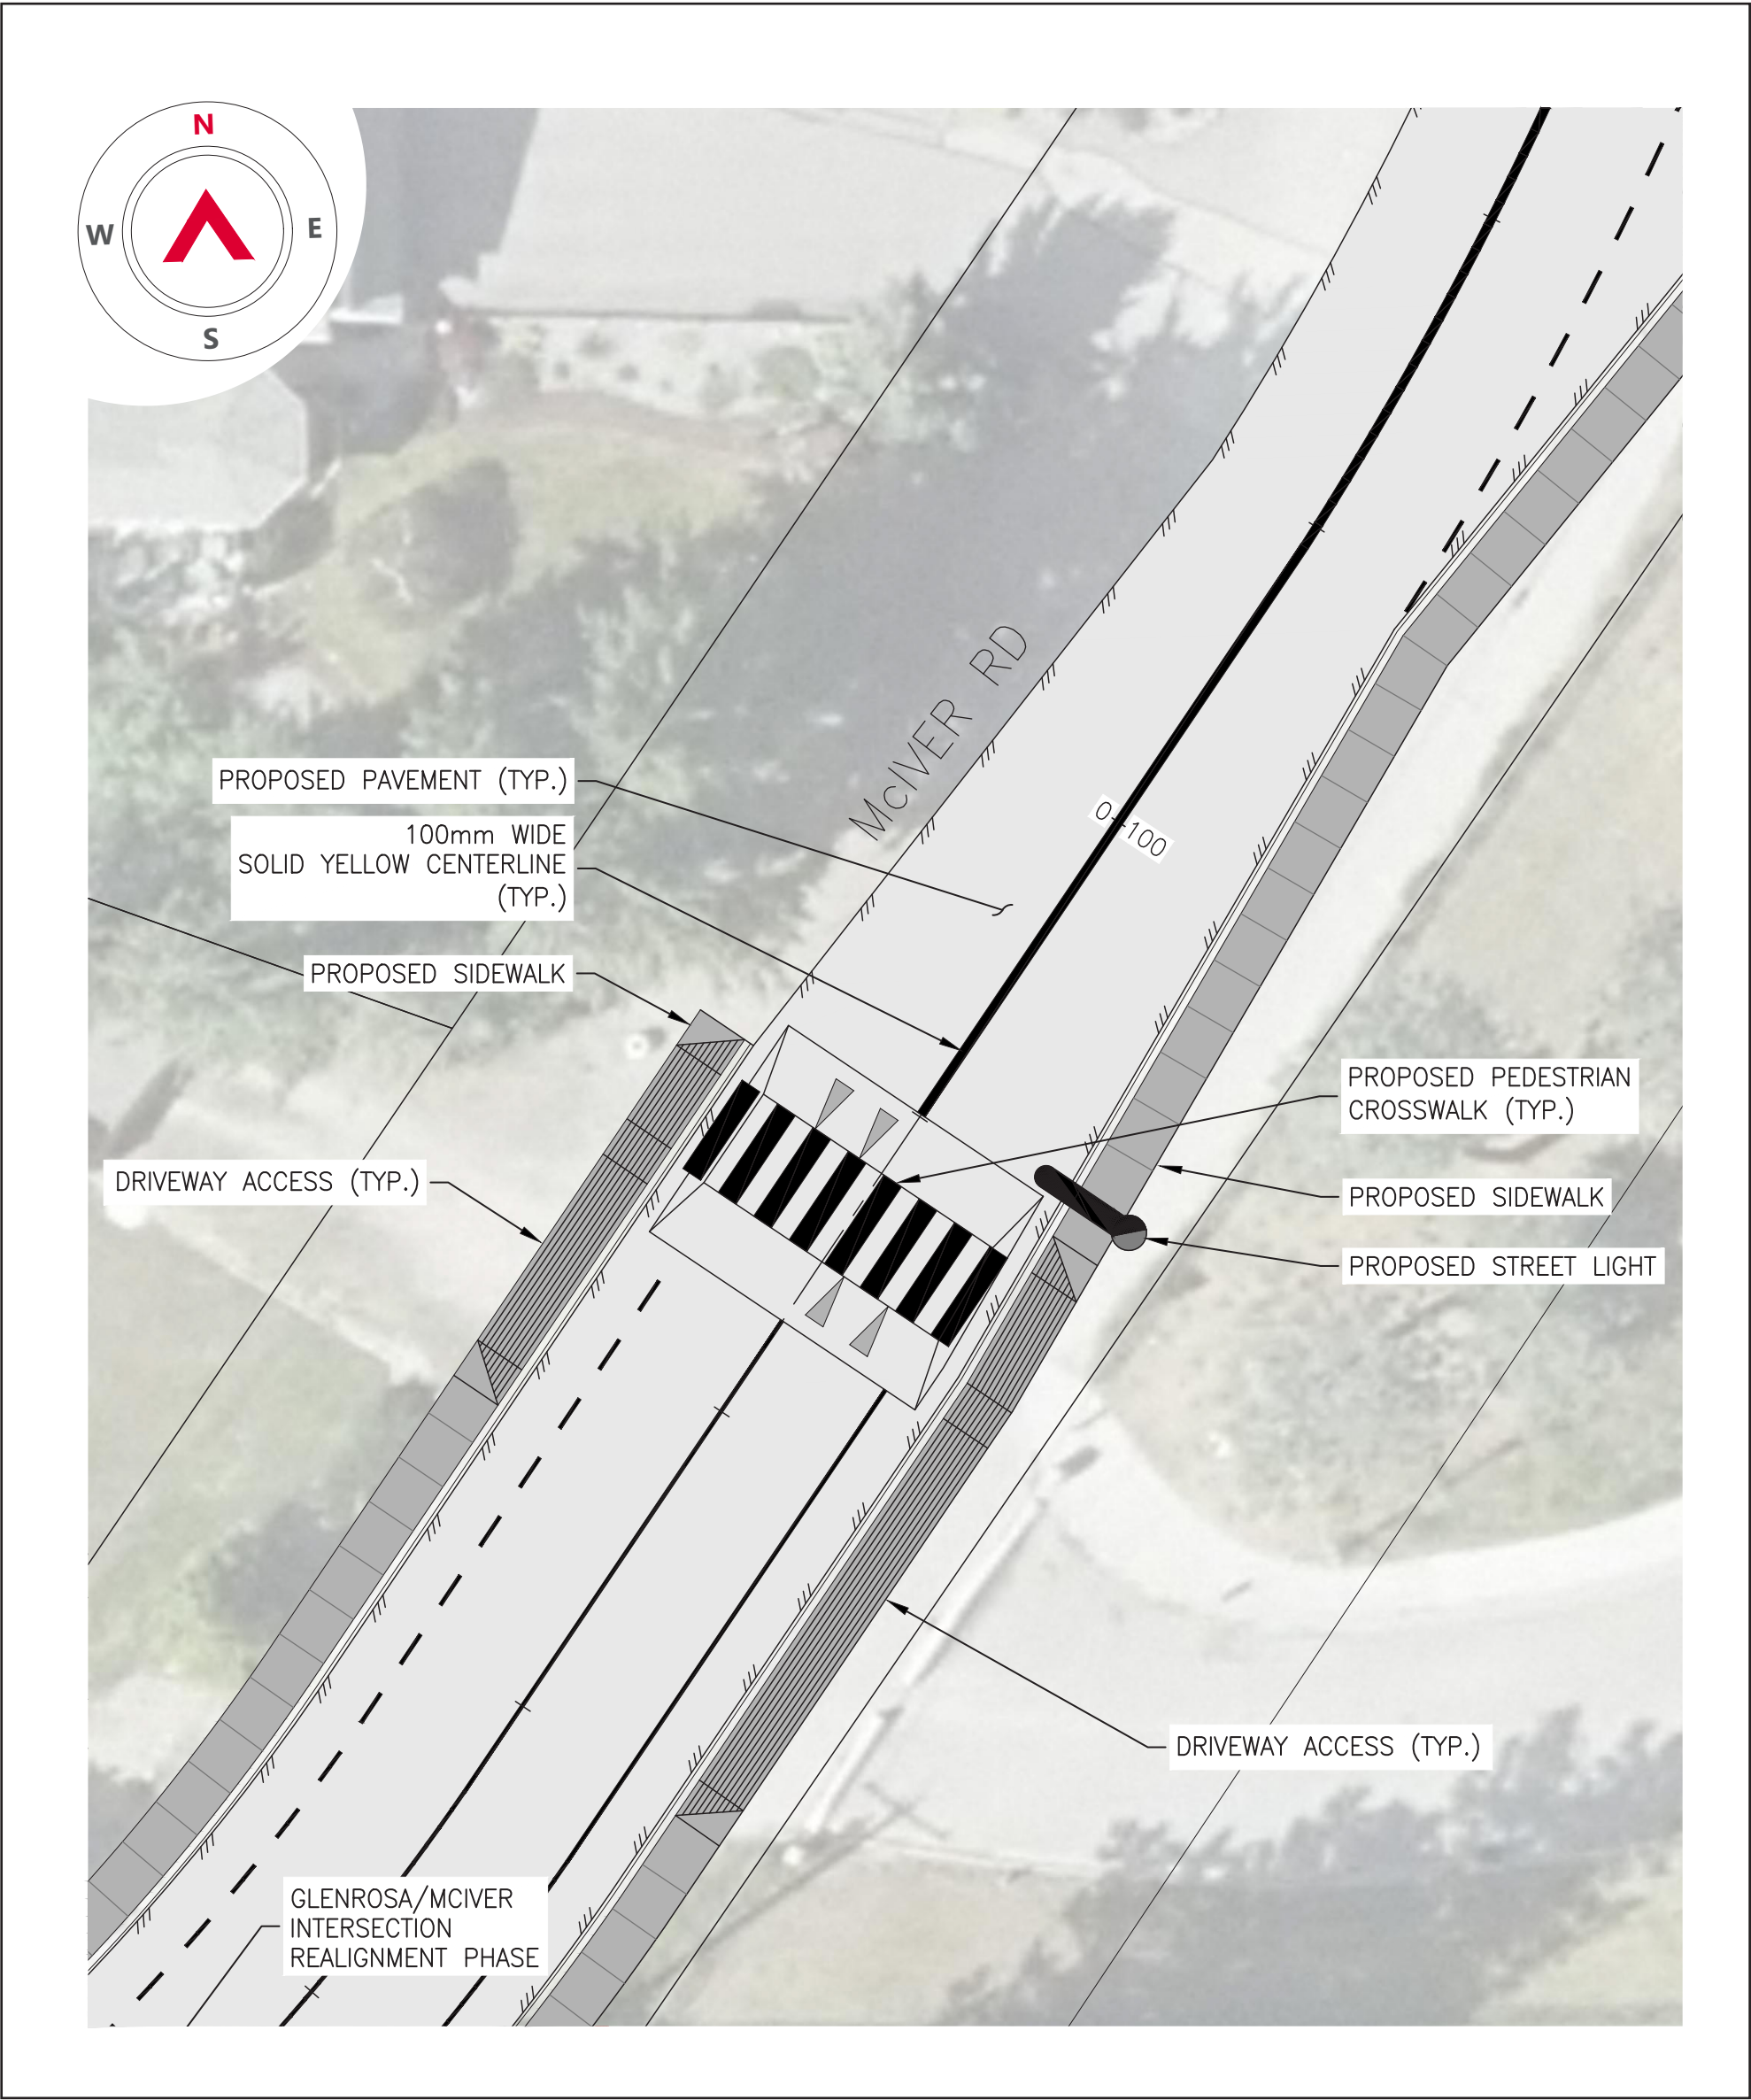 N
W
E
S
McIVER RD
PROPOSED PAVEMENT (TYP.)
0+100
100mm WIDE
SOLID YELLOW CENTERLINE
(TYP.)
PROPOSED SIDEWALK
PROPOSED PEDESTRIAN
CROSSWALK (TYP.)
DRIVEWAY ACCESS (TYP.)
PROPOSED SIDEWALK
PROPOSED STREET LIGHT
DRIVEWAY ACCESS (TYP.)
GLENROSA/MCIVER
INTERSECTION
REALIGNMENT PHASE